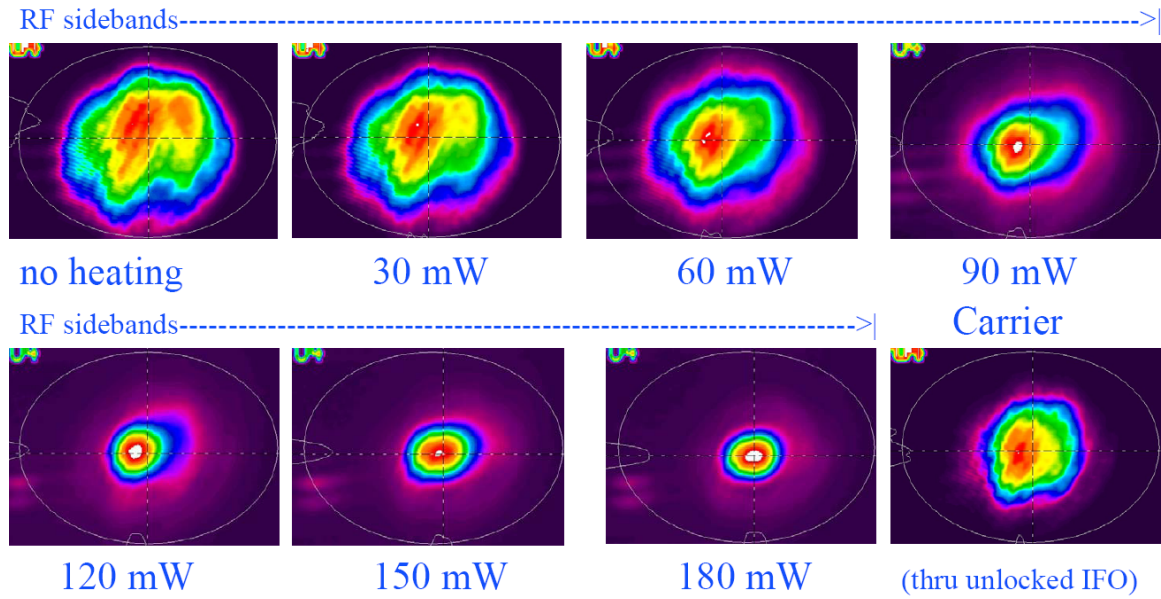 RF sidebands------------------------------------------------------------------------------------------------------>|
no heating 30 mW 60 mW 90 mW
RF sidebands-------------------------------------------------------------------------->| Carrier
120 mW 150 mW 180 mW (thru unlocked IFO)